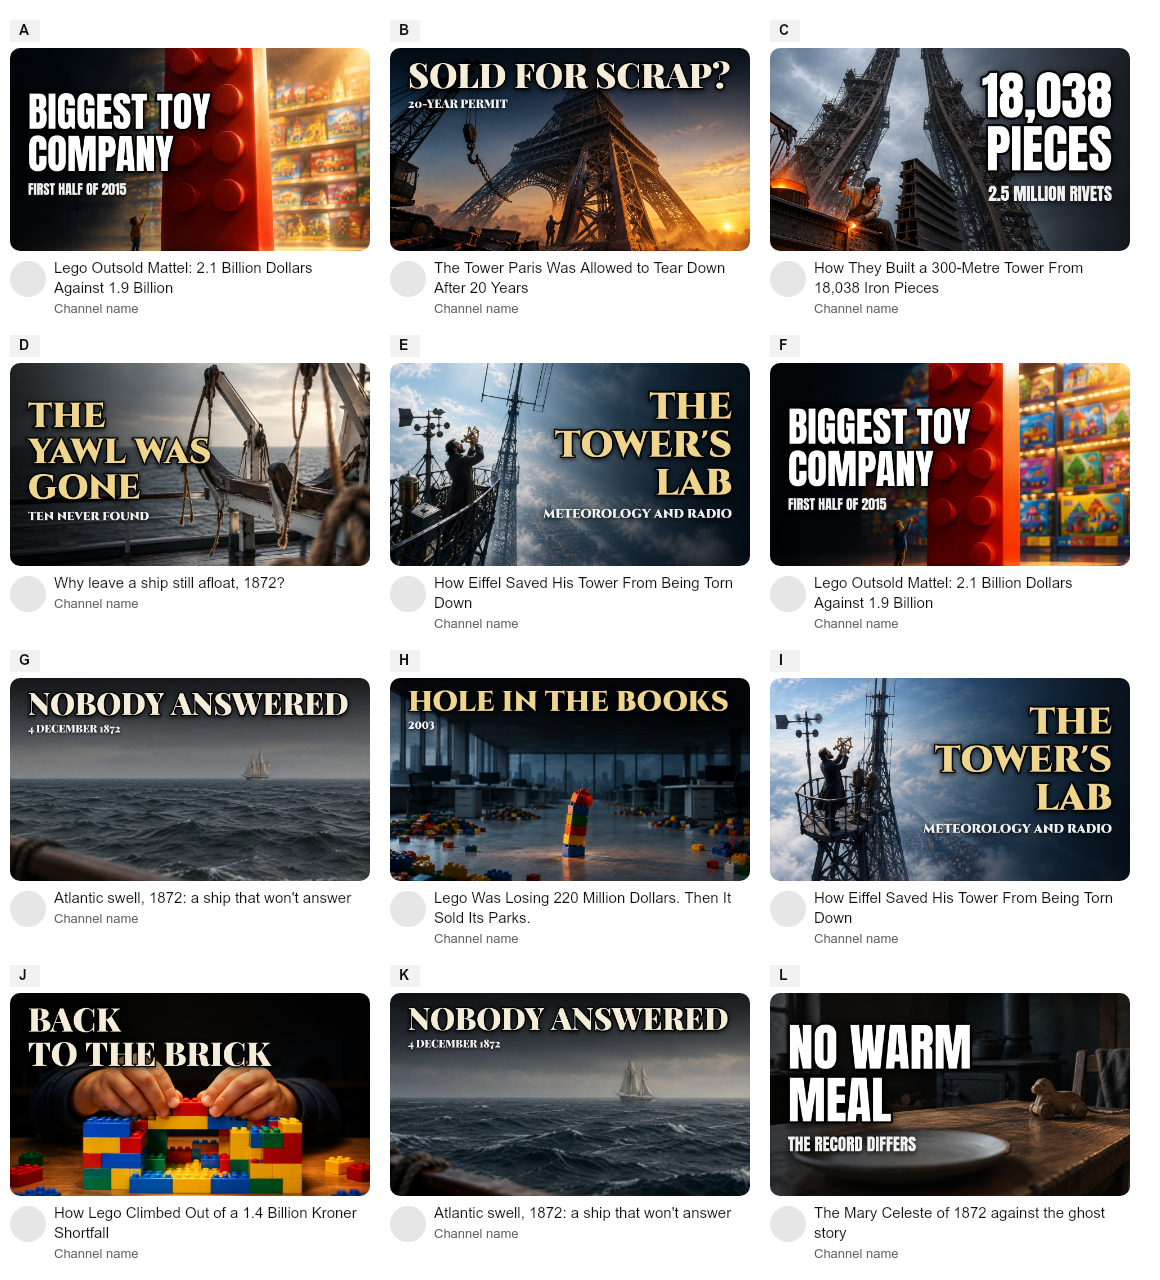 A
BIGGEST TOY
COMPANY
FIRST HALF OF 2015
Lego Outsold Mattel: 2.1 Billion Dollars
Against 1.9 Billion
Channel name
B
SOLD FOR SCRAP?
20-YEAR PERMIT
The Tower Paris Was Allowed to Tear Down
After 20 Years
Channel name
C
18,038
PIECES
2.5 MILLION RIVETS
How They Built a 300-Metre Tower From
18,038 Iron Pieces
Channel name
D
THE
YAWL WAS
GONE
TEN NEVER FOUND
Why leave a ship still afloat, 1872?
Channel name
E
THE
TOWER'S
LAB
METEOROLOGY AND RADIO
How Eiffel Saved His Tower From Being Torn
Down
Channel name
F
BIGGEST TOY
COMPANY
FIRST HALF OF 2015
Lego Outsold Mattel: 2.1 Billion Dollars
Against 1.9 Billion
Channel name
G
NOBODY ANSWERED
4 DECEMBER 1872
Atlantic swell, 1872: a ship that won't answer
Channel name
H
HOLE IN THE BOOKS
2003
Lego Was Losing 220 Million Dollars. Then It
Sold Its Parks.
Channel name
I
THE
TOWER'S
LAB
METEOROLOGY AND RADIO
How Eiffel Saved His Tower From Being Torn
Down
Channel name
J
BACK
TO THE BRICK
How Lego Climbed Out of a 1.4 Billion Kroner
Shortfall
Channel name
K
NOBODY ANSWERED
4 DECEMBER 1872
Atlantic swell, 1872: a ship that won't answer
Channel name
L
NO WARM
MEAL
THE RECORD DIFFERS
The Mary Celeste of 1872 against the ghost
story
Channel name